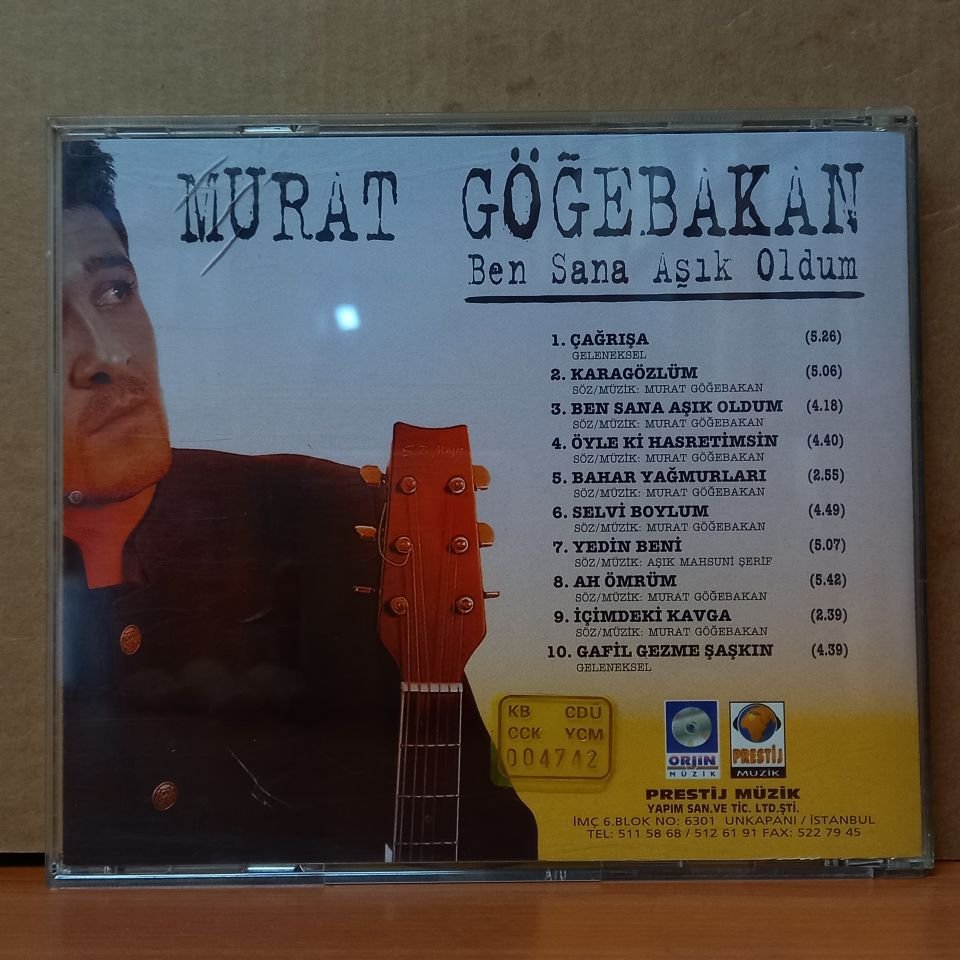 MURAT GÖĞEBAKAN
Ben Sana Aşık Oldum
1. ÇAĞRIŞA (5.26)
GELENEKSEL
2. KARAGÖZLÜM (5.06)
SÖZ/MÜZİK: MURAT GÖĞEBAKAN
3. BEN SANA AŞIK OLDUM (4.18)
SÖZ/MÜZİK: MURAT GÖĞEBAKAN
4. ÖYLE Kİ HASRETİMSİN (4.40)
SÖZ/MÜZİK: MURAT GÖĞEBAKAN
5. BAHAR YAĞMURLARI (2.55)
SÖZ/MÜZİK: MURAT GÖĞEBAKAN
6. SELVİ BOYLUM (4.49)
SÖZ/MÜZİK: MURAT GÖĞEBAKAN
7. YEDİN BENİ (5.07)
SÖZ/MÜZİK: AŞIK MAHSUNİ ŞERİF
8. AH ÖMRÜM (5.42)
SÖZ/MÜZİK: MURAT GÖĞEBAKAN
9. İÇİMDEKİ KAVGA (2.39)
SÖZ/MÜZİK: MURAT GÖĞEBAKAN
10. GAFİL GEZME ŞAŞKIN (4.39)
GELENEKSEL
KB CDÜ
CCK YCM
004742
ORJİN
MÜZİK
PRESTİJ
MUZİK
PRESTİJ MÜZİK
YAPIM SAN.VE TİC. LTD.ŞTİ.
İMÇ 6.BLOK NO: 6301 UNKAPANI / İSTANBUL
TEL: 511 58 68 / 512 61 91 FAX: 522 79 45